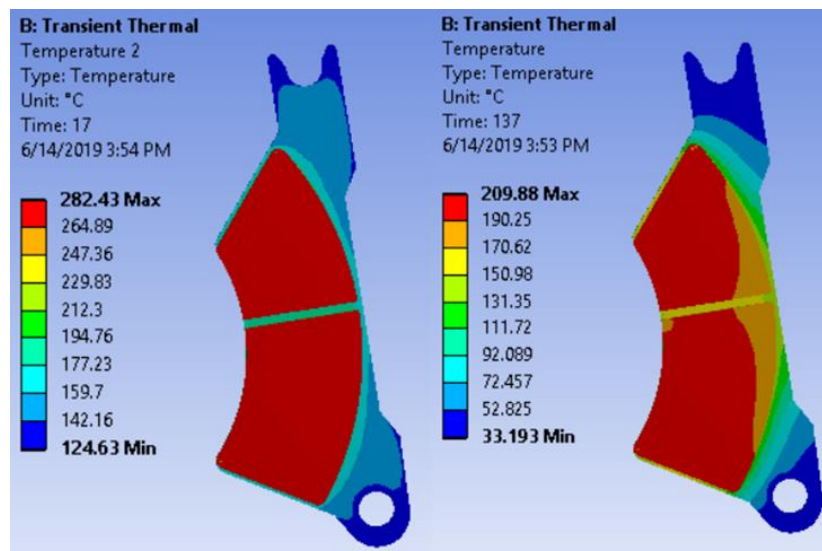 B: Transient Thermal
Temperature 2
Type: Temperature
Unit: °C
Time: 17
6/14/2019 3:54 PM
282.43 Max
264.89
247.36
229.83
212.3
194.76
177.23
159.7
142.16
124.63 Min
B: Transient Thermal
Temperature
Type: Temperature
Unit: °C
Time: 137
6/14/2019 3:53 PM
209.88 Max
190.25
170.62
150.98
131.35
111.72
92.089
72.457
52.825
33.193 Min